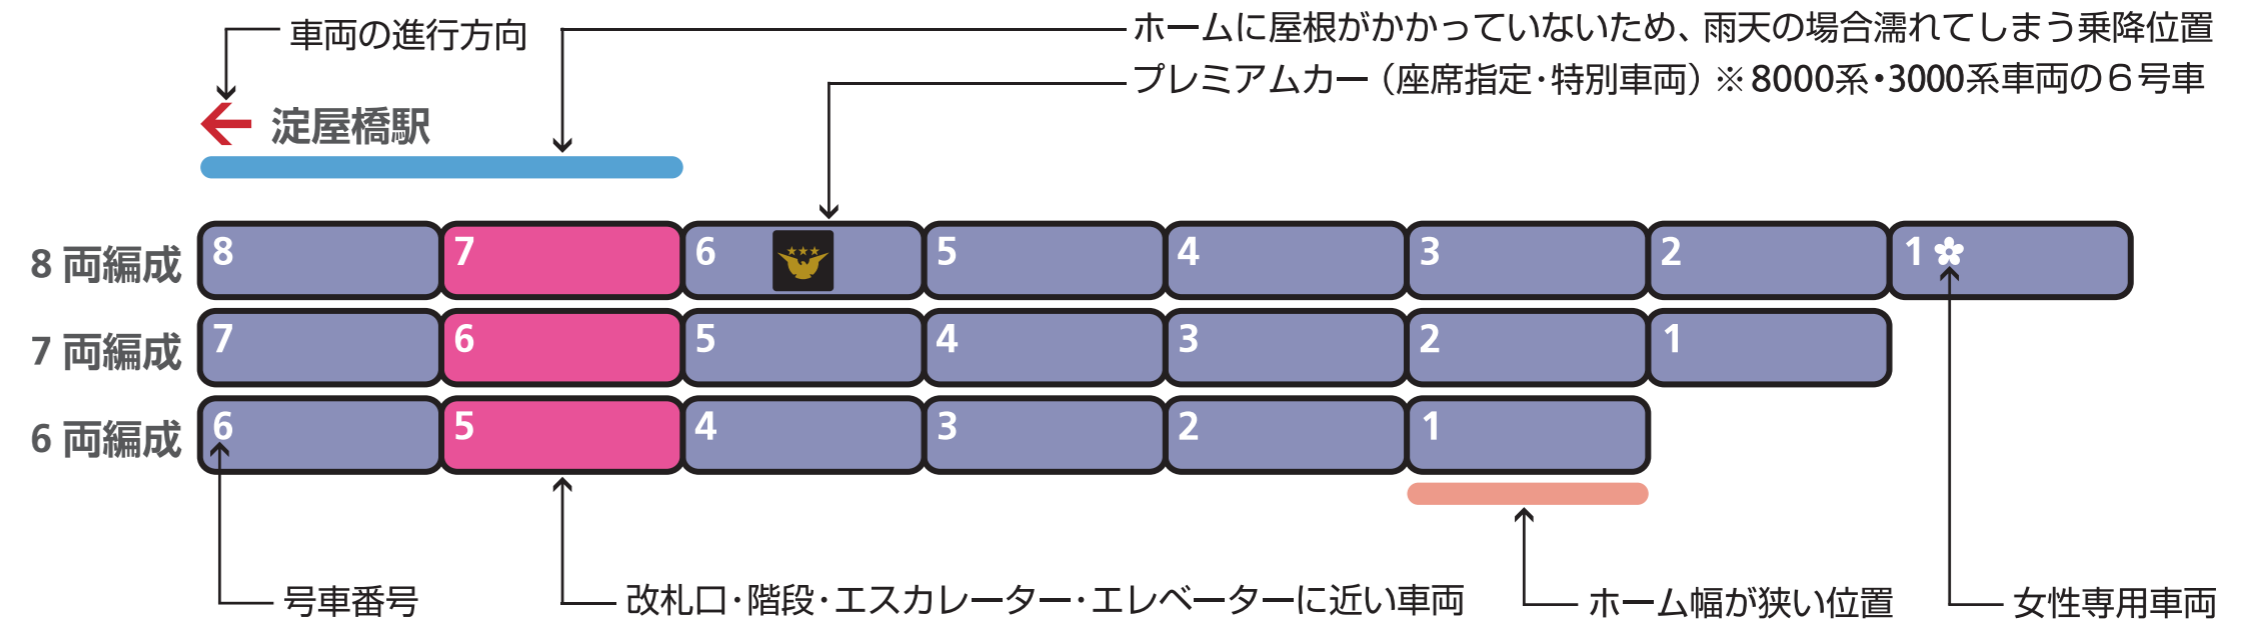 車両の進行方向
ホームに屋根がかかっていないため、雨天の場合濡れてしまう乗降位置
プレミアムカー（座席指定・特別車両）※8000系・3000系車両の６号車
淀屋橋駅
8両編成 8 7 6 5 4 3 2 1
7両編成 7 6 5 4 3 2 1
6両編成 6 5 4 3 2 1
号車番号
改札口・階段・エスカレーター・エレベーターに近い車両
ホーム幅が狭い位置
女性専用車両